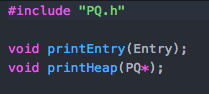 #include "PQ.h"
void printEntry(Entry);
void printHeap(PQ*);